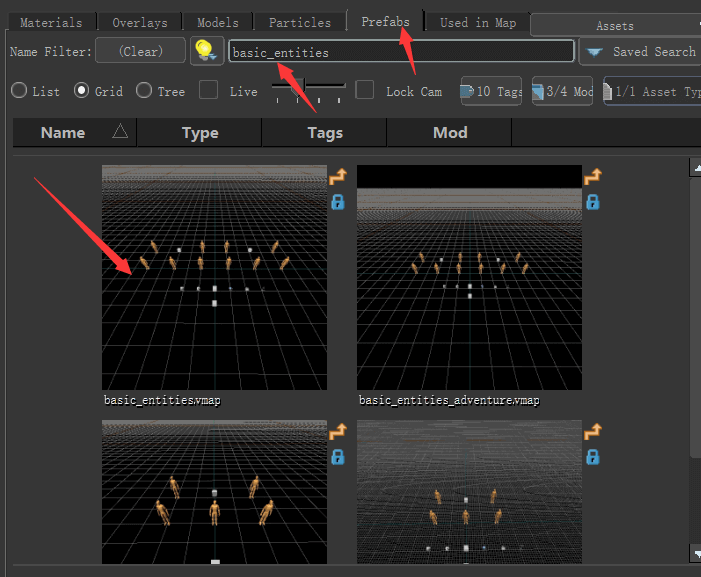 Materials Overlays Models Particles Prefabs Used in Map Assets
Name Filter: (Clear) basic_entities Saved Search
List Grid Tree Live Lock Cam 10 Tags 3/4 Mod 1/1 Asset Typ
Name Type Tags Mod
basic_entities.vmap basic_entities_adventure.vmap